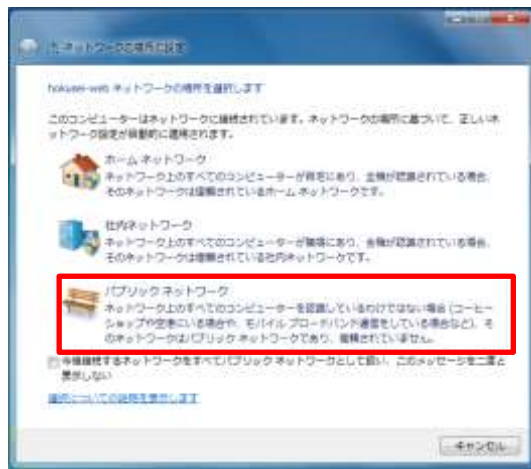 ネットワークの場所の設定
hokusei-web ネットワークの場所を選択します
このコンピューターはネットワークに接続されています。ネットワークの場所に基づいて、正しいネ
ットワーク設定が自動的に適用されます。
ホーム ネットワーク
ネットワーク上のすべてのコンピューターが自宅にあり、全機が認識されている場合、
そのネットワークは信頼されているホーム ネットワークです。
社内ネットワーク
ネットワーク上のすべてのコンピューターが職場にあり、全機が認識されている場合、
そのネットワークは信頼されている社内ネットワークです。
パブリック ネットワーク
ネットワーク上のすべてのコンピューターを認識しているわけではない場合 (コーヒー
ショップや空港にいる場合や、モバイル ブロードバンド通信をしている場合など)、そ
のネットワークはパブリック ネットワークであり、信頼されていません。
今後接続するネットワークをすべてパブリック ネットワークとして扱い、このメッセージを二度と
表示しない
選択についての説明を表示します
キャンセル